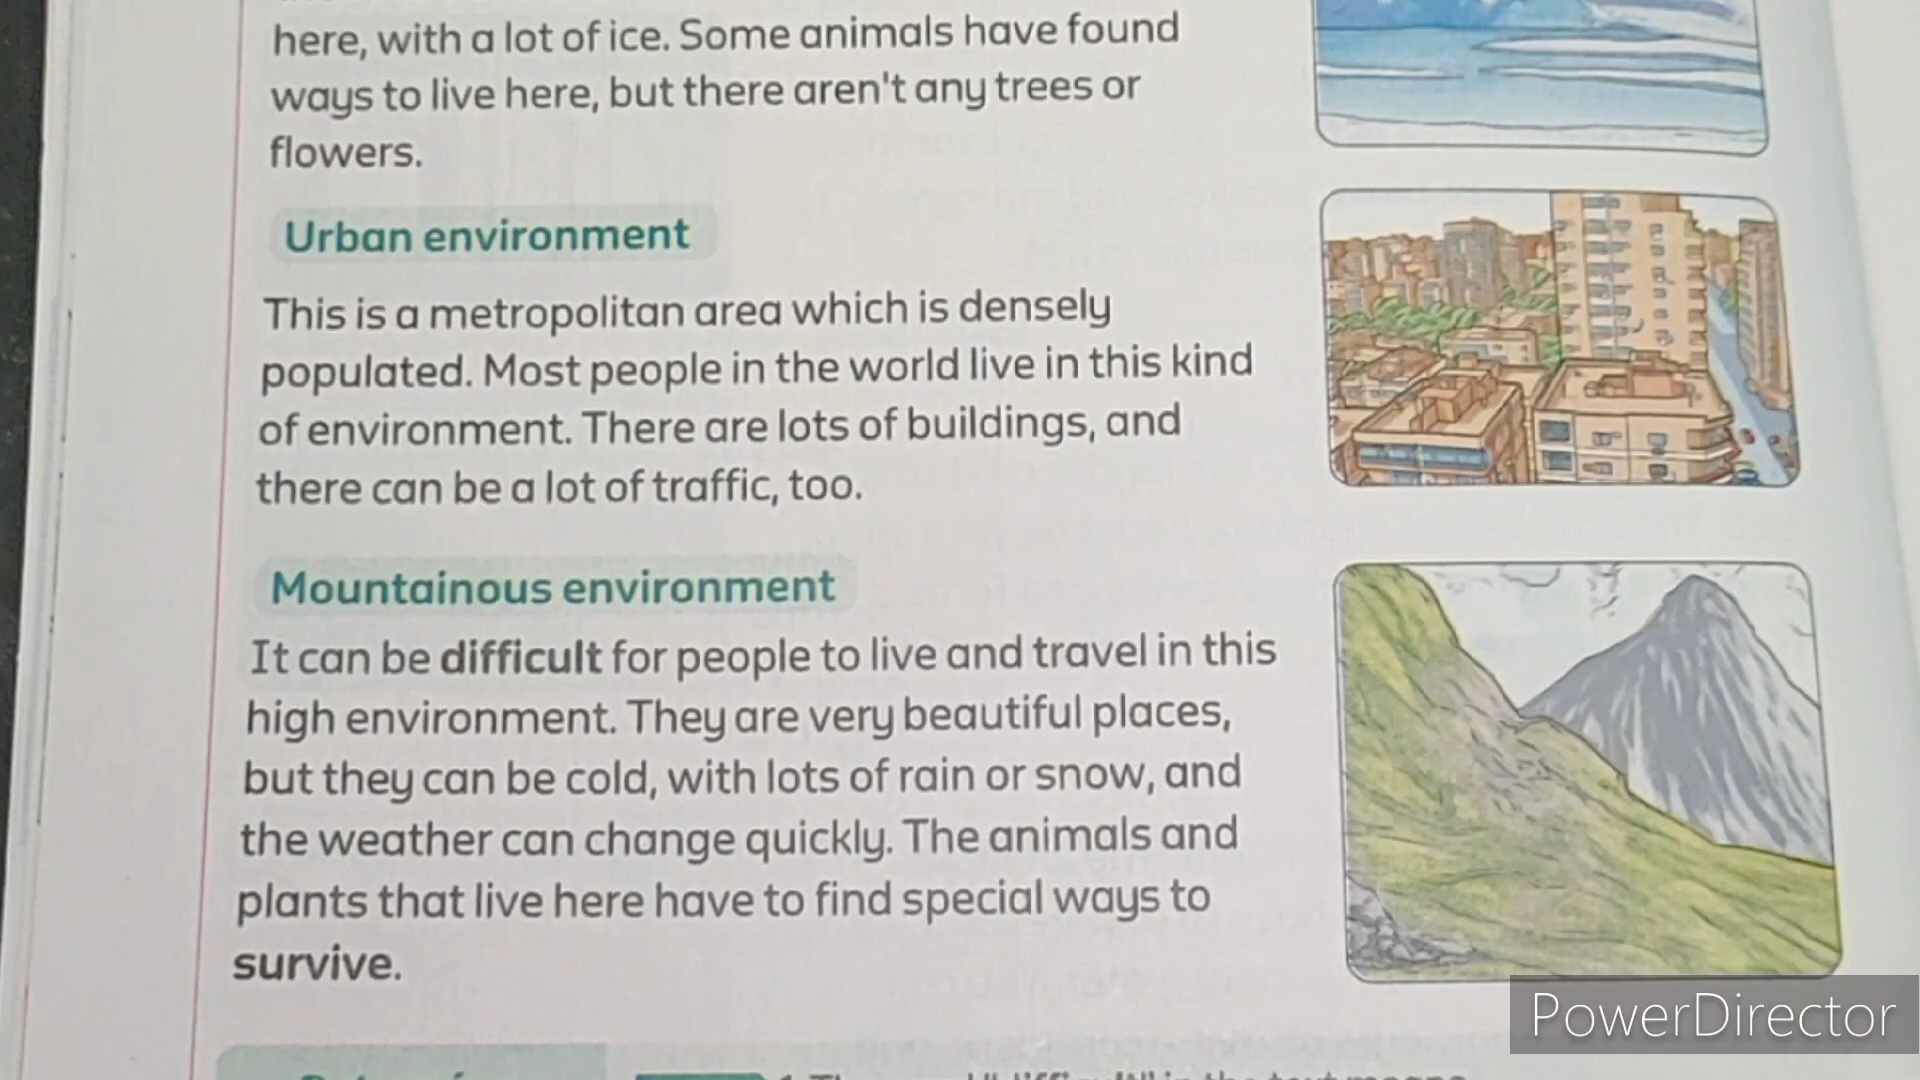 here, with a lot of ice. Some animals have found
ways to live here, but there aren't any trees or
flowers.
Urban environment
This is a metropolitan area which is densely
populated. Most people in the world live in this kind
of environment. There are lots of buildings, and
there can be a lot of traffic, too.
Mountainous environment
It can be difficult for people to live and travel in this
high environment. They are very beautiful places,
but they can be cold, with lots of rain or snow, and
the weather can change quickly. The animals and
plants that live here have to find special ways to
survive.
PowerDirector